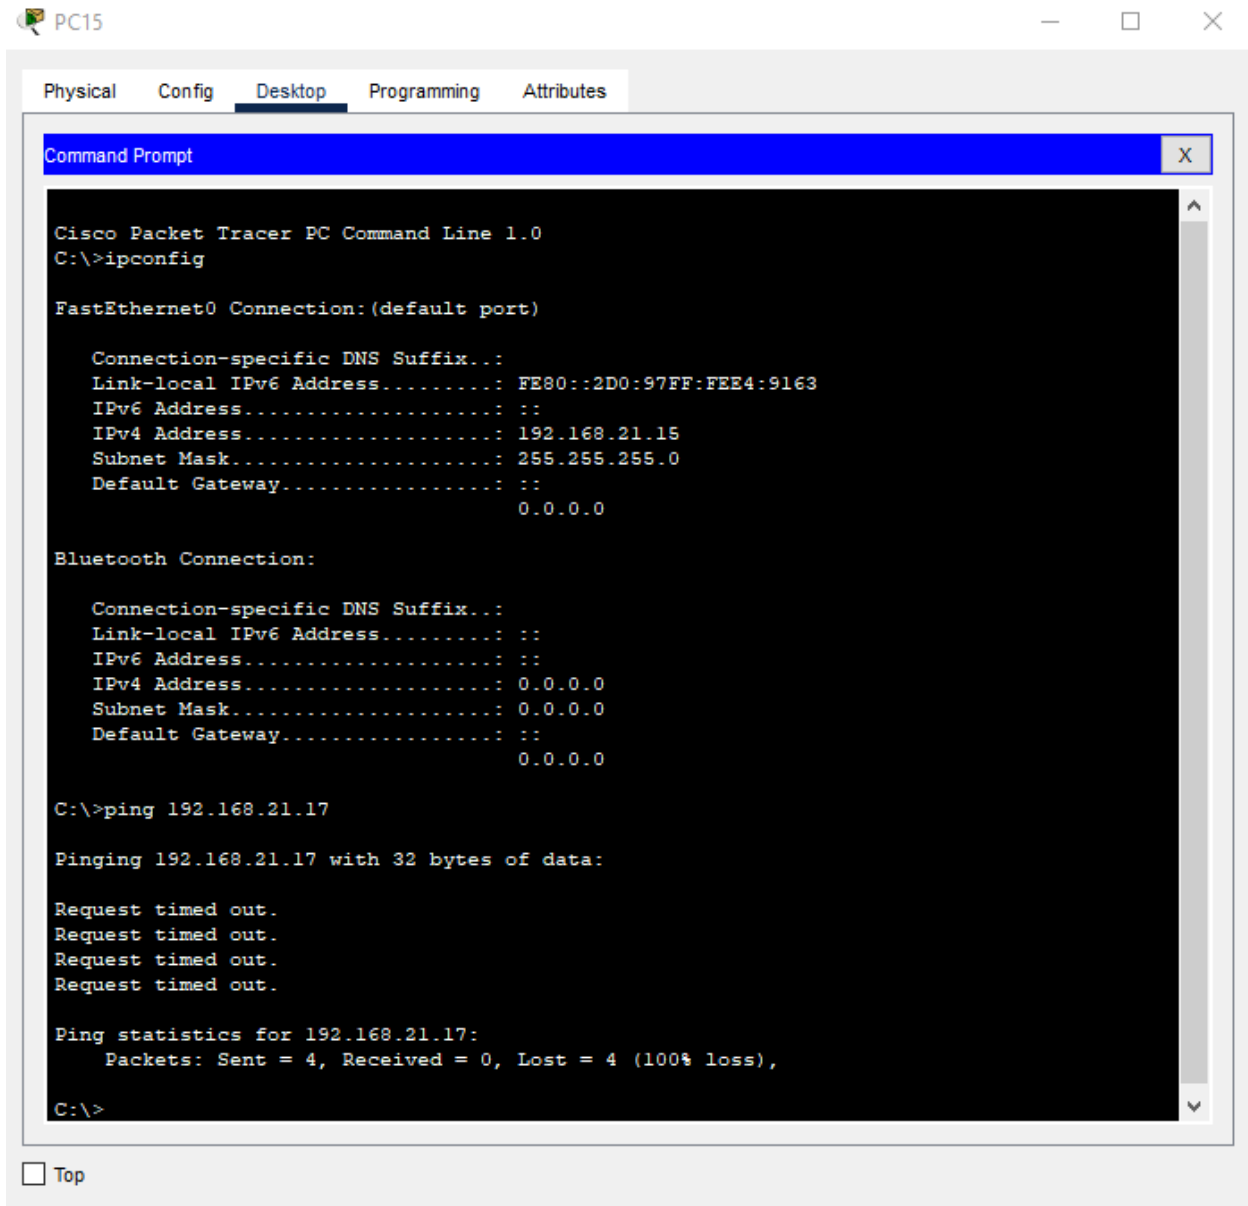 PC15
Physical Config Desktop Programming Attributes
Command Prompt X
Cisco Packet Tracer PC Command Line 1.0
C:\>ipconfig
FastEthernet0 Connection:(default port)
Connection-specific DNS Suffix..:
Link-local IPv6 Address.........: FE80::2D0:97FF:FEE4:9163
IPv6 Address....................: ::
IPv4 Address....................: 192.168.21.15
Subnet Mask.....................: 255.255.255.0
Default Gateway.................: ::
0.0.0.0
Bluetooth Connection:
Connection-specific DNS Suffix..:
Link-local IPv6 Address.........: ::
IPv6 Address....................: ::
IPv4 Address....................: 0.0.0.0
Subnet Mask.....................: 0.0.0.0
Default Gateway.................: ::
0.0.0.0
C:\>ping 192.168.21.17
Pinging 192.168.21.17 with 32 bytes of data:
Request timed out.
Request timed out.
Request timed out.
Request timed out.
Ping statistics for 192.168.21.17:
Packets: Sent = 4, Received = 0, Lost = 4 (100% loss),
C:\>
Top